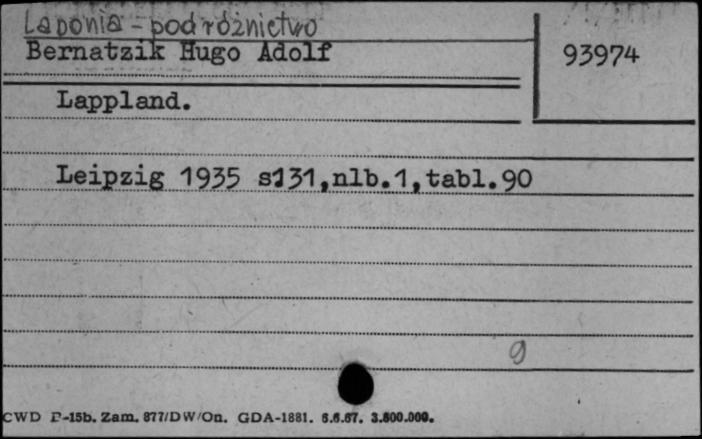 Laponia - podróżnictwo
Bernatzik Hugo Adolf
93974
Lappland.
Leipzig 1935 s131,nlb.1,tabl.90
9
CWD P-15b. Zam. 877/DW/On. GDA-1881. 6.6.67. 3.800.000.